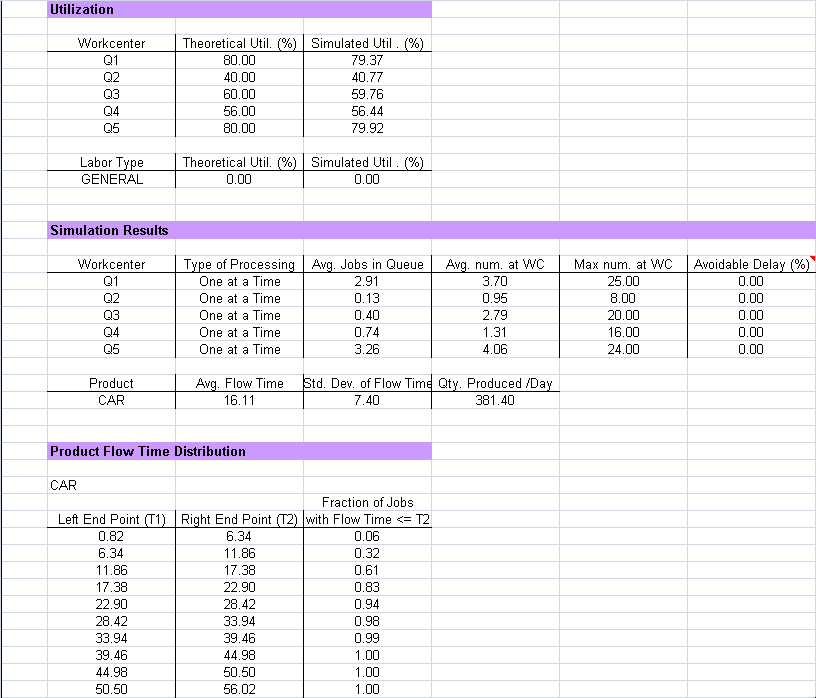 Utilization
Workcenter Theoretical Util. (%) Simulated Util . (%)
Q1 80.00 79.37
Q2 40.00 40.77
Q3 60.00 59.76
Q4 56.00 56.44
Q5 80.00 79.92
Labor Type Theoretical Util. (%) Simulated Util . (%)
GENERAL 0.00 0.00
Simulation Results
Workcenter Type of Processing Avg. Jobs in Queue Avg. num. at WC Max num. at WC Avoidable Delay (%)
Q1 One at a Time 2.91 3.70 25.00 0.00
Q2 One at a Time 0.13 0.95 8.00 0.00
Q3 One at a Time 0.40 2.79 20.00 0.00
Q4 One at a Time 0.74 1.31 16.00 0.00
Q5 One at a Time 3.26 4.06 24.00 0.00
Product Avg. Flow Time Std. Dev. of Flow Time Qty. Produced /Day
CAR 16.11 7.40 381.40
Product Flow Time Distribution
CAR
Fraction of Jobs
Left End Point (T1) Right End Point (T2) with Flow Time <= T2
0.82 6.34 0.06
6.34 11.86 0.32
11.86 17.38 0.61
17.38 22.90 0.83
22.90 28.42 0.94
28.42 33.94 0.98
33.94 39.46 0.99
39.46 44.98 1.00
44.98 50.50 1.00
50.50 56.02 1.00